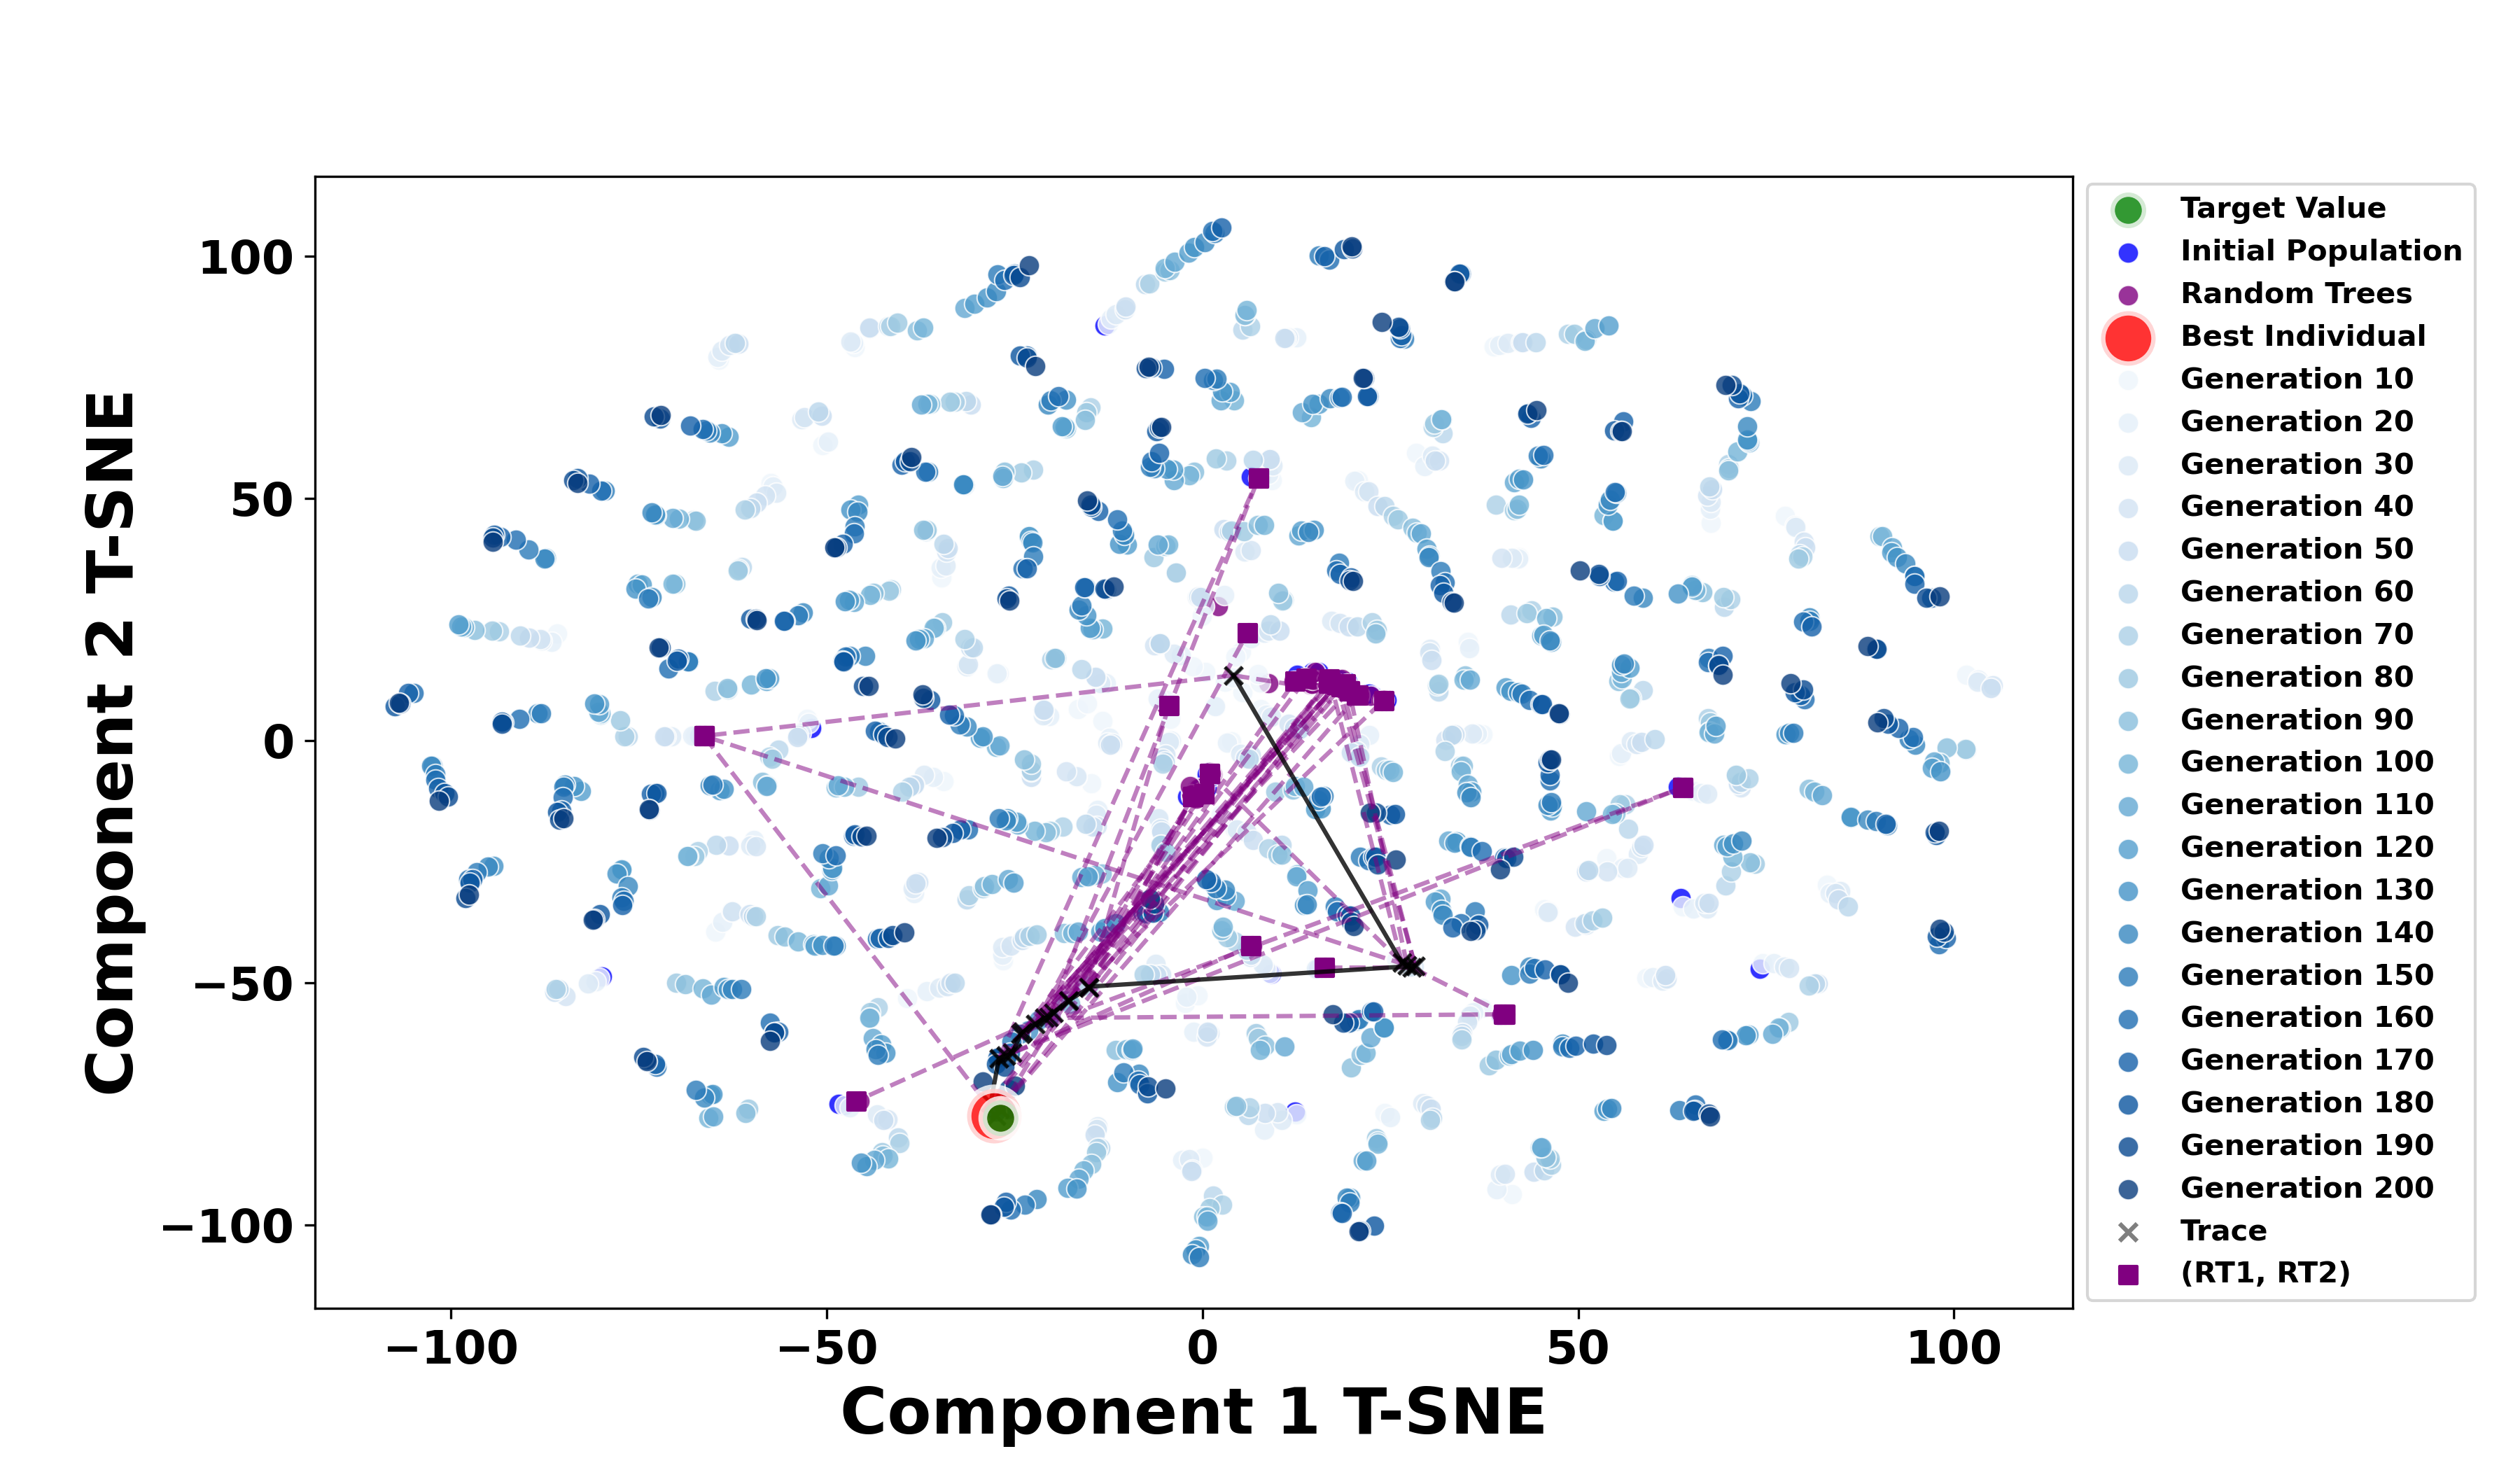 Target Value
Initial Population
Random Trees
Best Individual
Generation 10
Generation 20
Generation 30
Generation 40
Generation 50
Generation 60
Generation 70
Generation 80
Generation 90
Generation 100
Generation 110
Generation 120
Generation 130
Generation 140
Generation 150
Generation 160
Generation 170
Generation 180
Generation 190
Generation 200
Trace
(RT1, RT2)
Component 2 T-SNE
100
50
0
−50
−100
−100
−50
0
50
100
Component 1 T-SNE